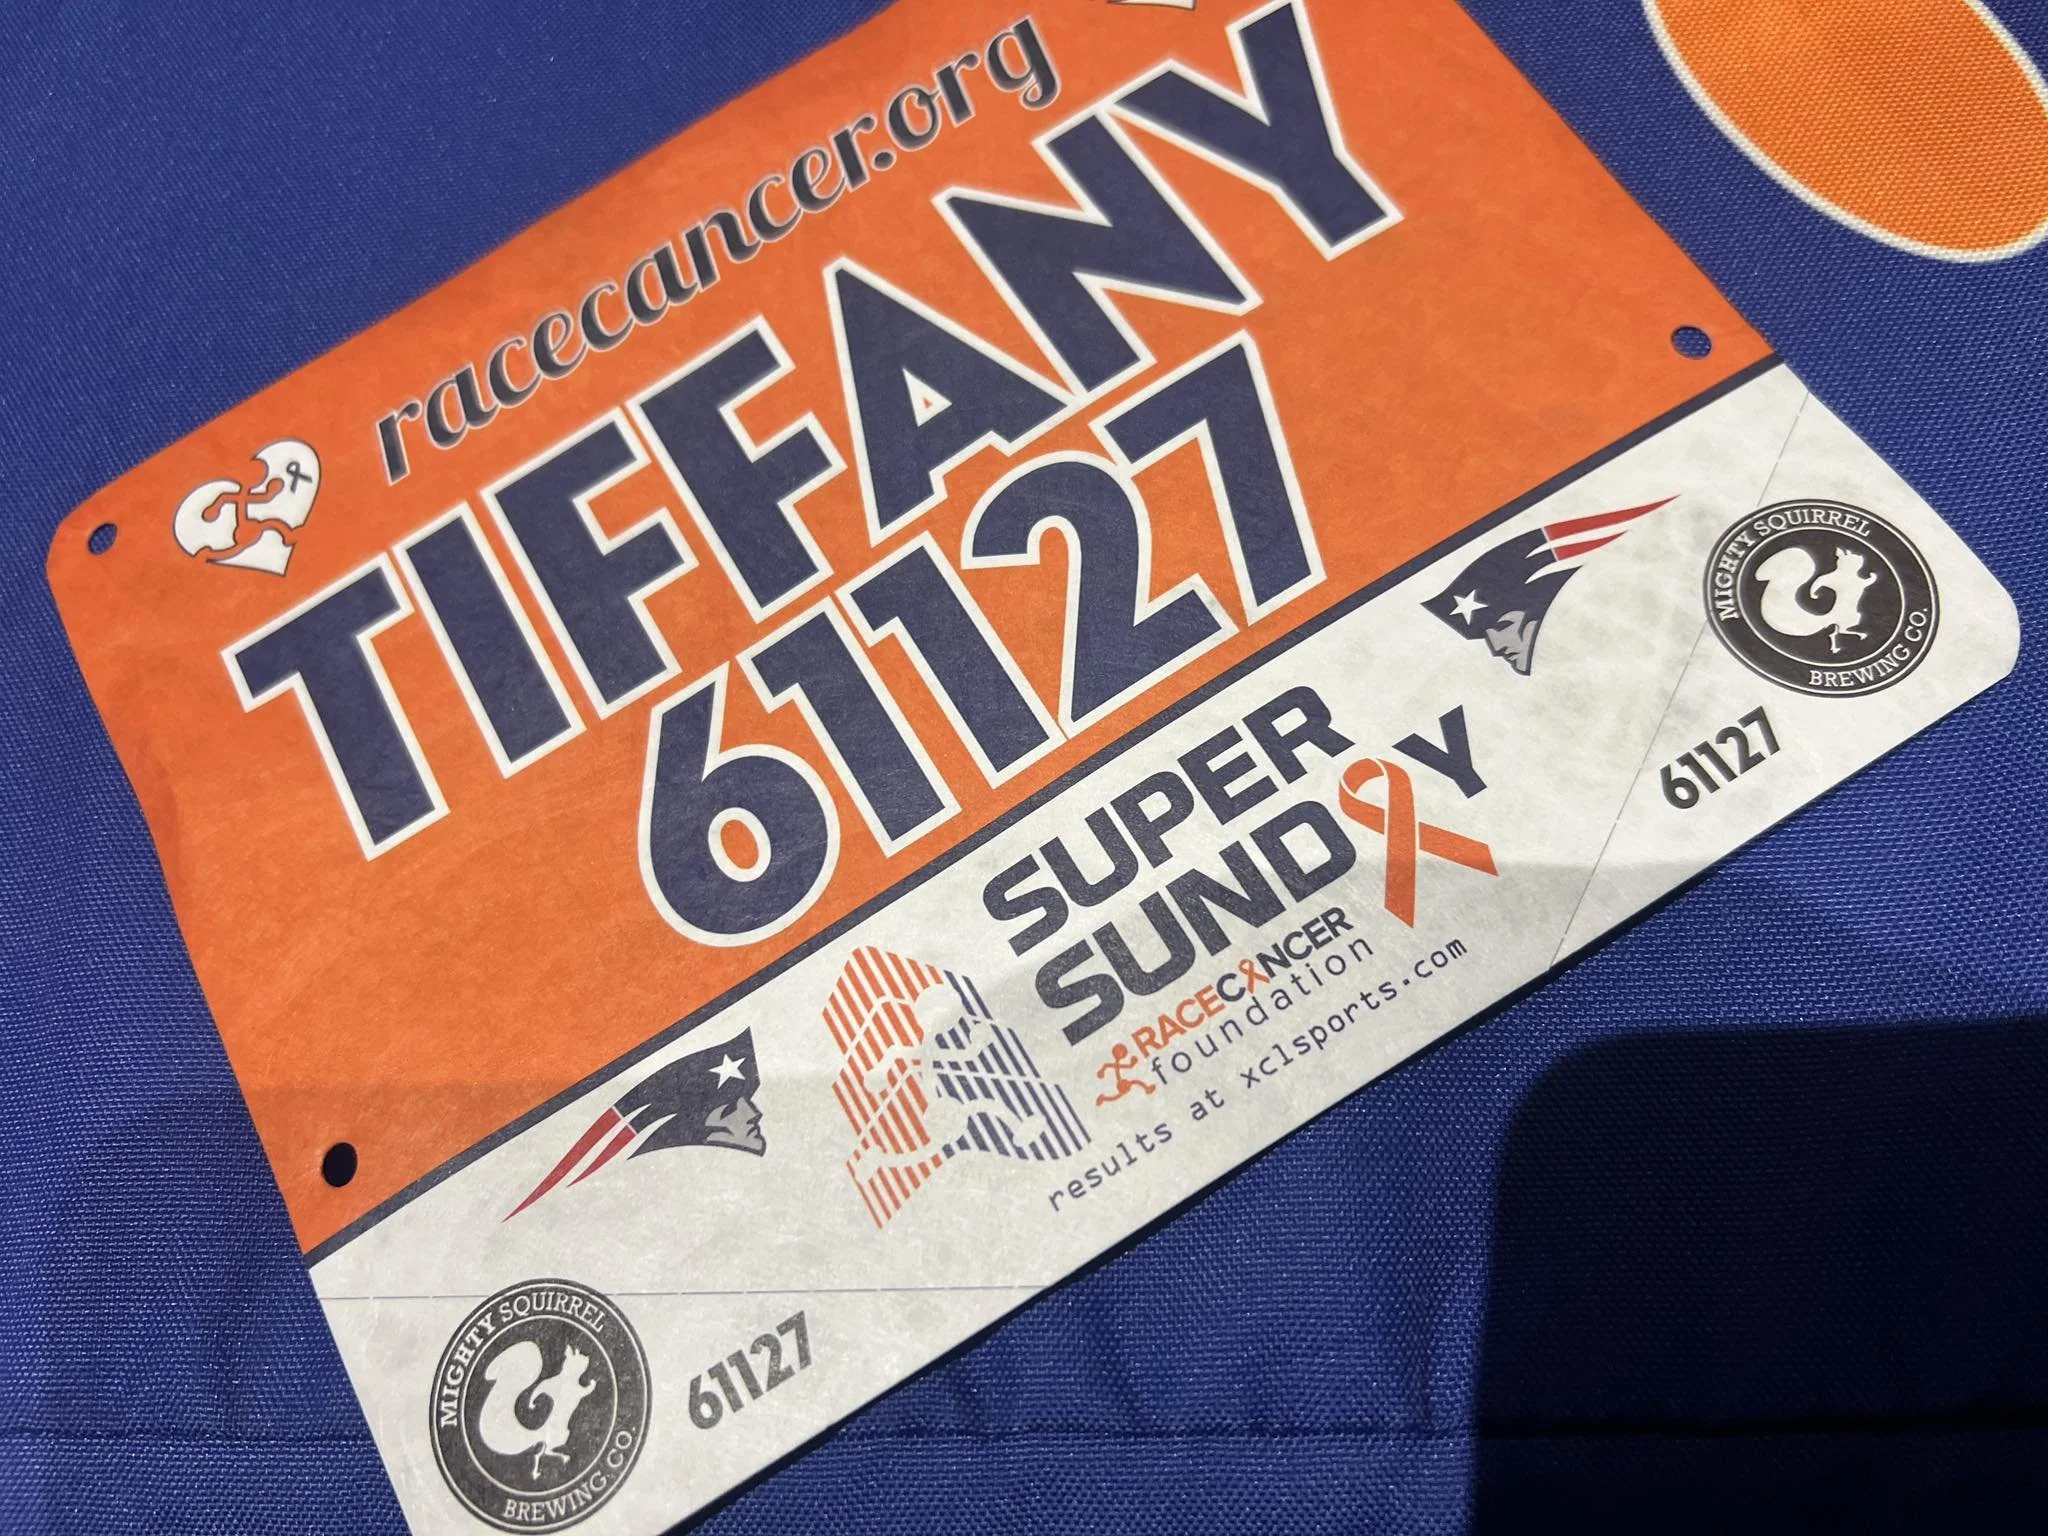 racecancer.org
TIFFANY
61127
SUPER
SUNDAY
RACECANCER
foundation
results at xclsports.com
MIGHTY SQUIRREL
BREWING CO.
61127
MIGHTY SQUIRREL
BREWING CO.
61127